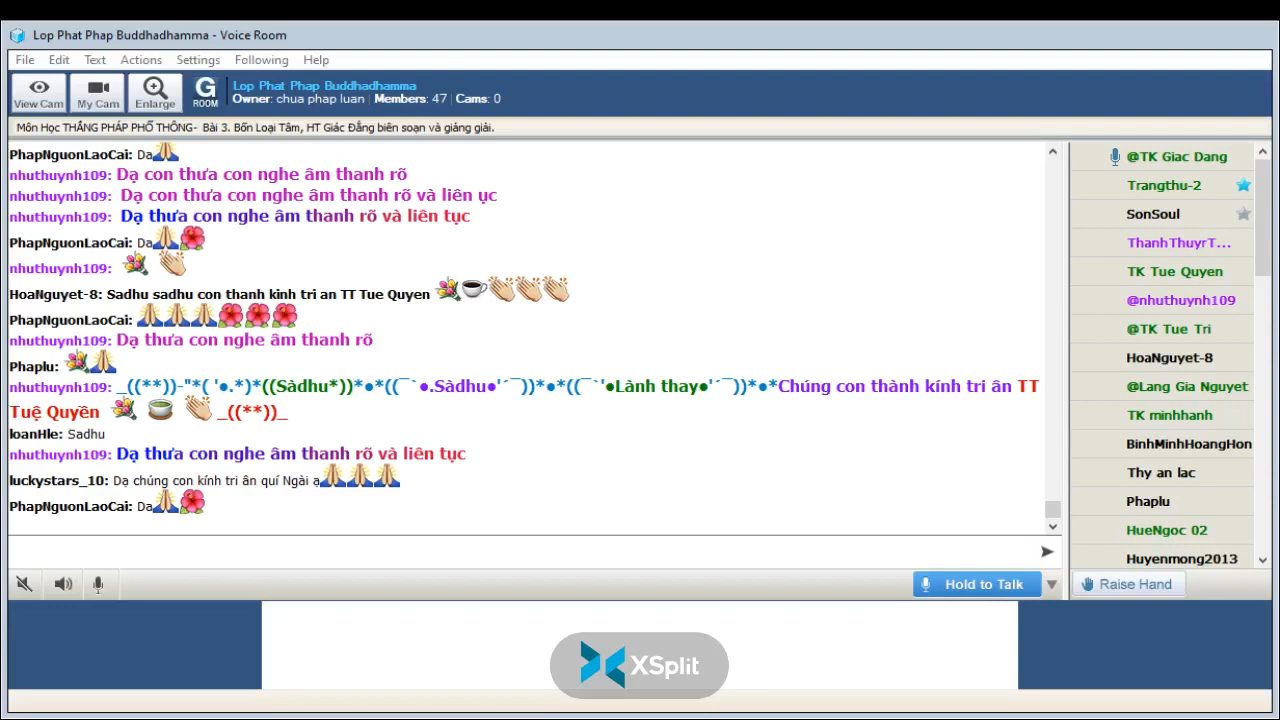 Lop Phat Phap Buddhadhamma - Voice Room
File Edit Text Actions Settings Following Help
View Cam My Cam Enlarge G ROOM
Lop Phat Phap Buddhadhamma
Owner: chua phap luan | Members: 47 | Cams: 0
Môn Học THẮNG PHÁP PHỔ THÔNG- Bài 3. Bốn Loại Tâm, HT Giác Đẳng biên soạn và giảng giải.
PhapNguonLaoCai: Da
nhuthuynh109: Dạ con thưa con nghe âm thanh rõ
nhuthuynh109: Dạ con thưa con nghe âm thanh rõ và liên ục
nhuthuynh109: Dạ thưa con nghe âm thanh rõ và liên tục
PhapNguonLaoCai: Da
nhuthuynh109:
HoaNguyet-8: Sadhu sadhu con thanh kinh tri an TT Tue Quyen
PhapNguonLaoCai:
nhuthuynh109: Dạ thưa con nghe âm thanh rõ
Phaplu:
nhuthuynh109: _((**))-"*( '●.*)*((Sàdhu*))*●*((¯`●.Sàdhu●'´¯))*●*((¯`'●Lành thay●'´¯))*●*Chúng con thành kính tri ân TT
Tuệ Quyền _((**))_
loanHle: Sadhu
nhuthuynh109: Dạ thưa con nghe âm thanh rõ và liên tục
luckystars_10: Dạ chúng con kính tri ân quí Ngài ạ
PhapNguonLaoCai: Da
Hold to Talk
@TK Giac Dang
Trangthu-2
SonSoul
ThanhThuyrT...
TK Tue Quyen
@nhuthuynh109
@TK Tue Tri
HoaNguyet-8
@Lang Gia Nguyet
TK minhhanh
BinhMinhHoangHon
Thy an lac
Phaplu
HueNgoc 02
Huyenmong2013
Raise Hand
XSplit